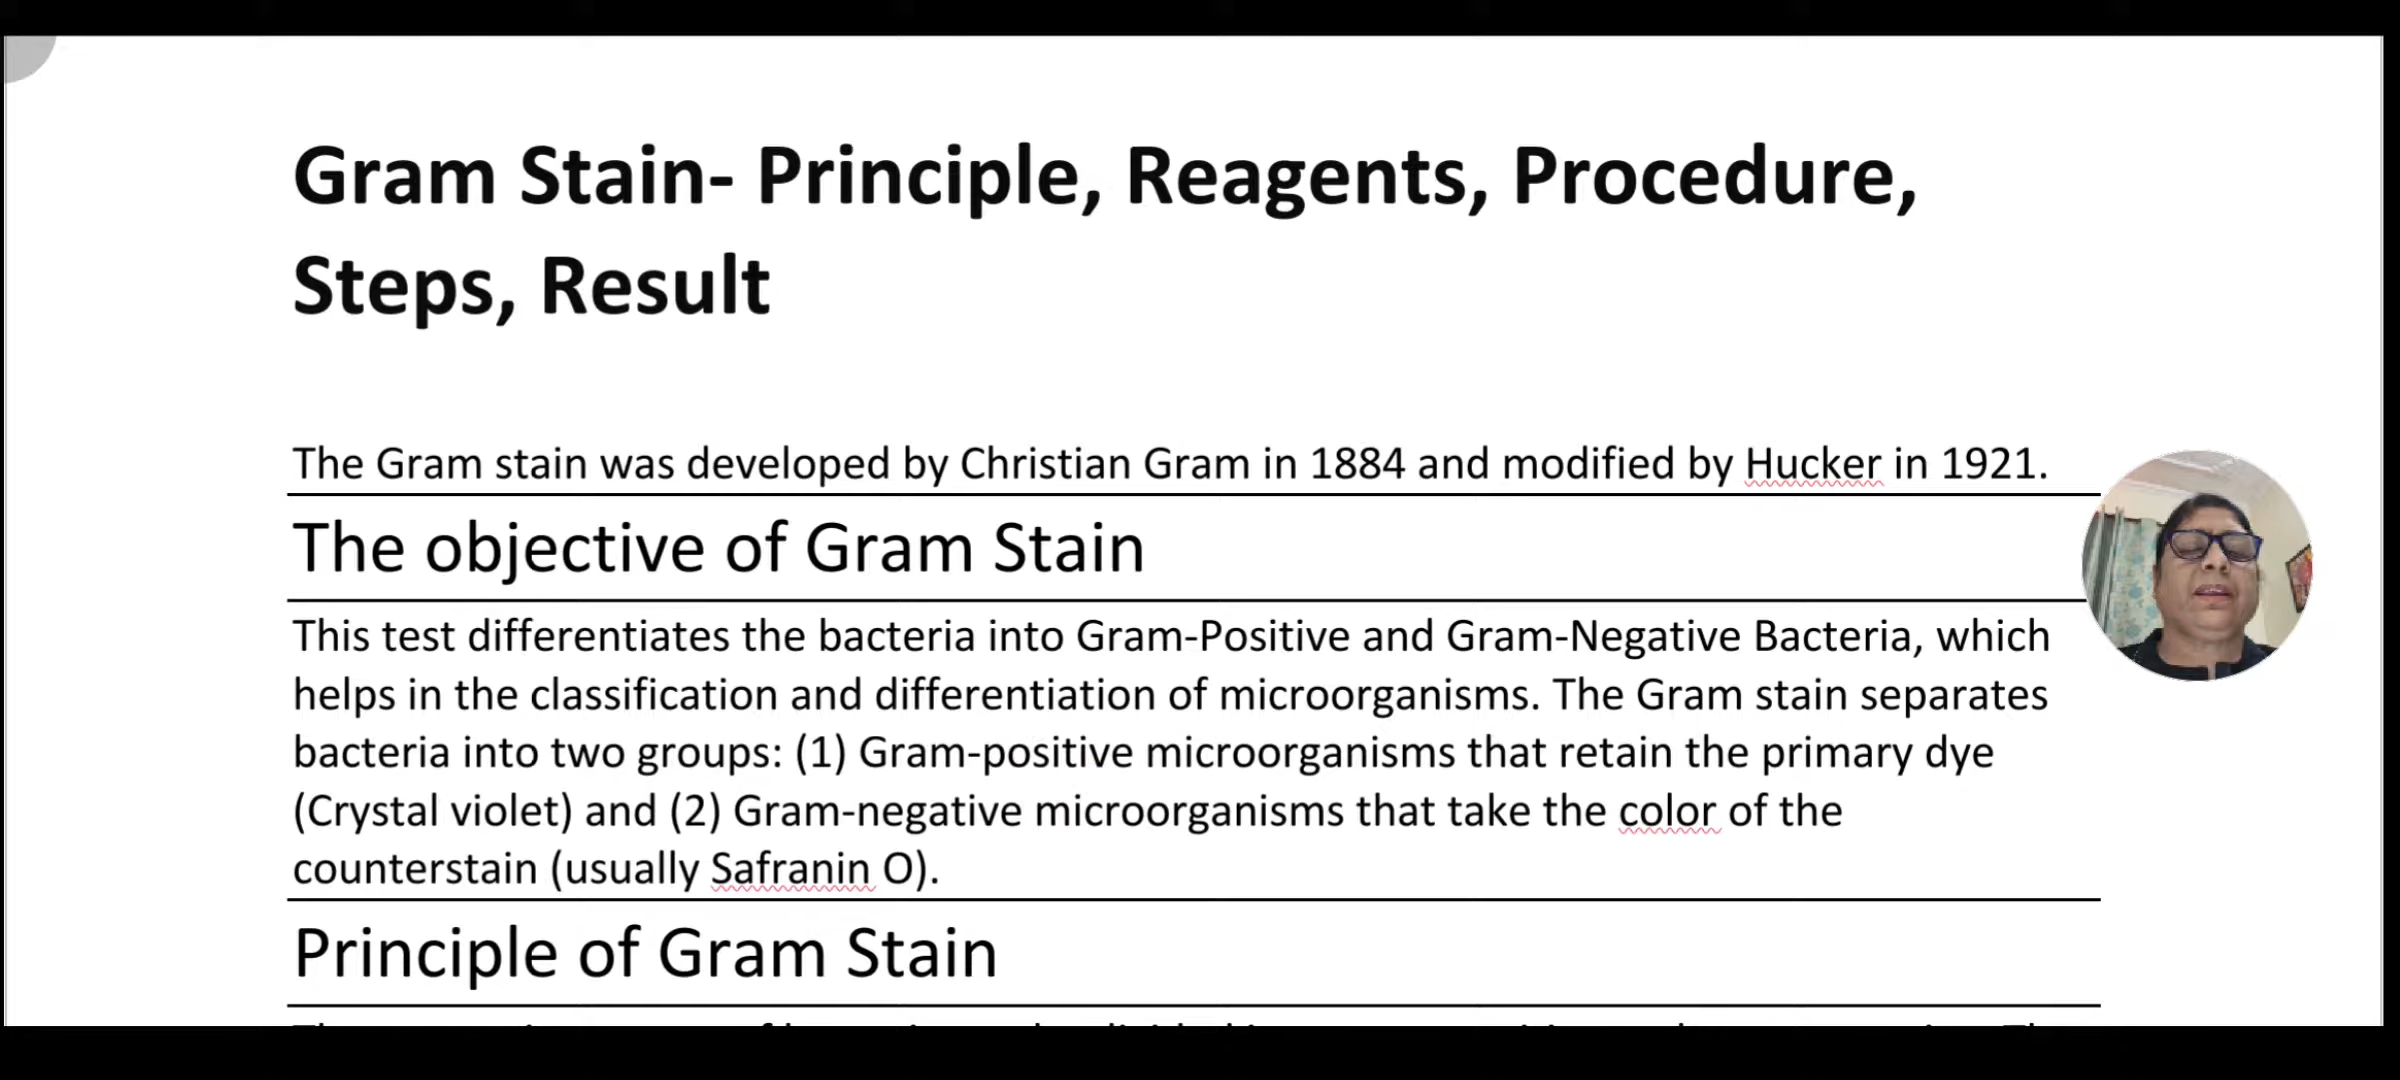 Gram Stain- Principle, Reagents, Procedure,
Steps, Result
The Gram stain was developed by Christian Gram in 1884 and modified by Hucker in 1921.
The objective of Gram Stain
This test differentiates the bacteria into Gram-Positive and Gram-Negative Bacteria, which
helps in the classification and differentiation of microorganisms. The Gram stain separates
bacteria into two groups: (1) Gram-positive microorganisms that retain the primary dye
(Crystal violet) and (2) Gram-negative microorganisms that take the color of the
counterstain (usually Safranin O).
Principle of Gram Stain